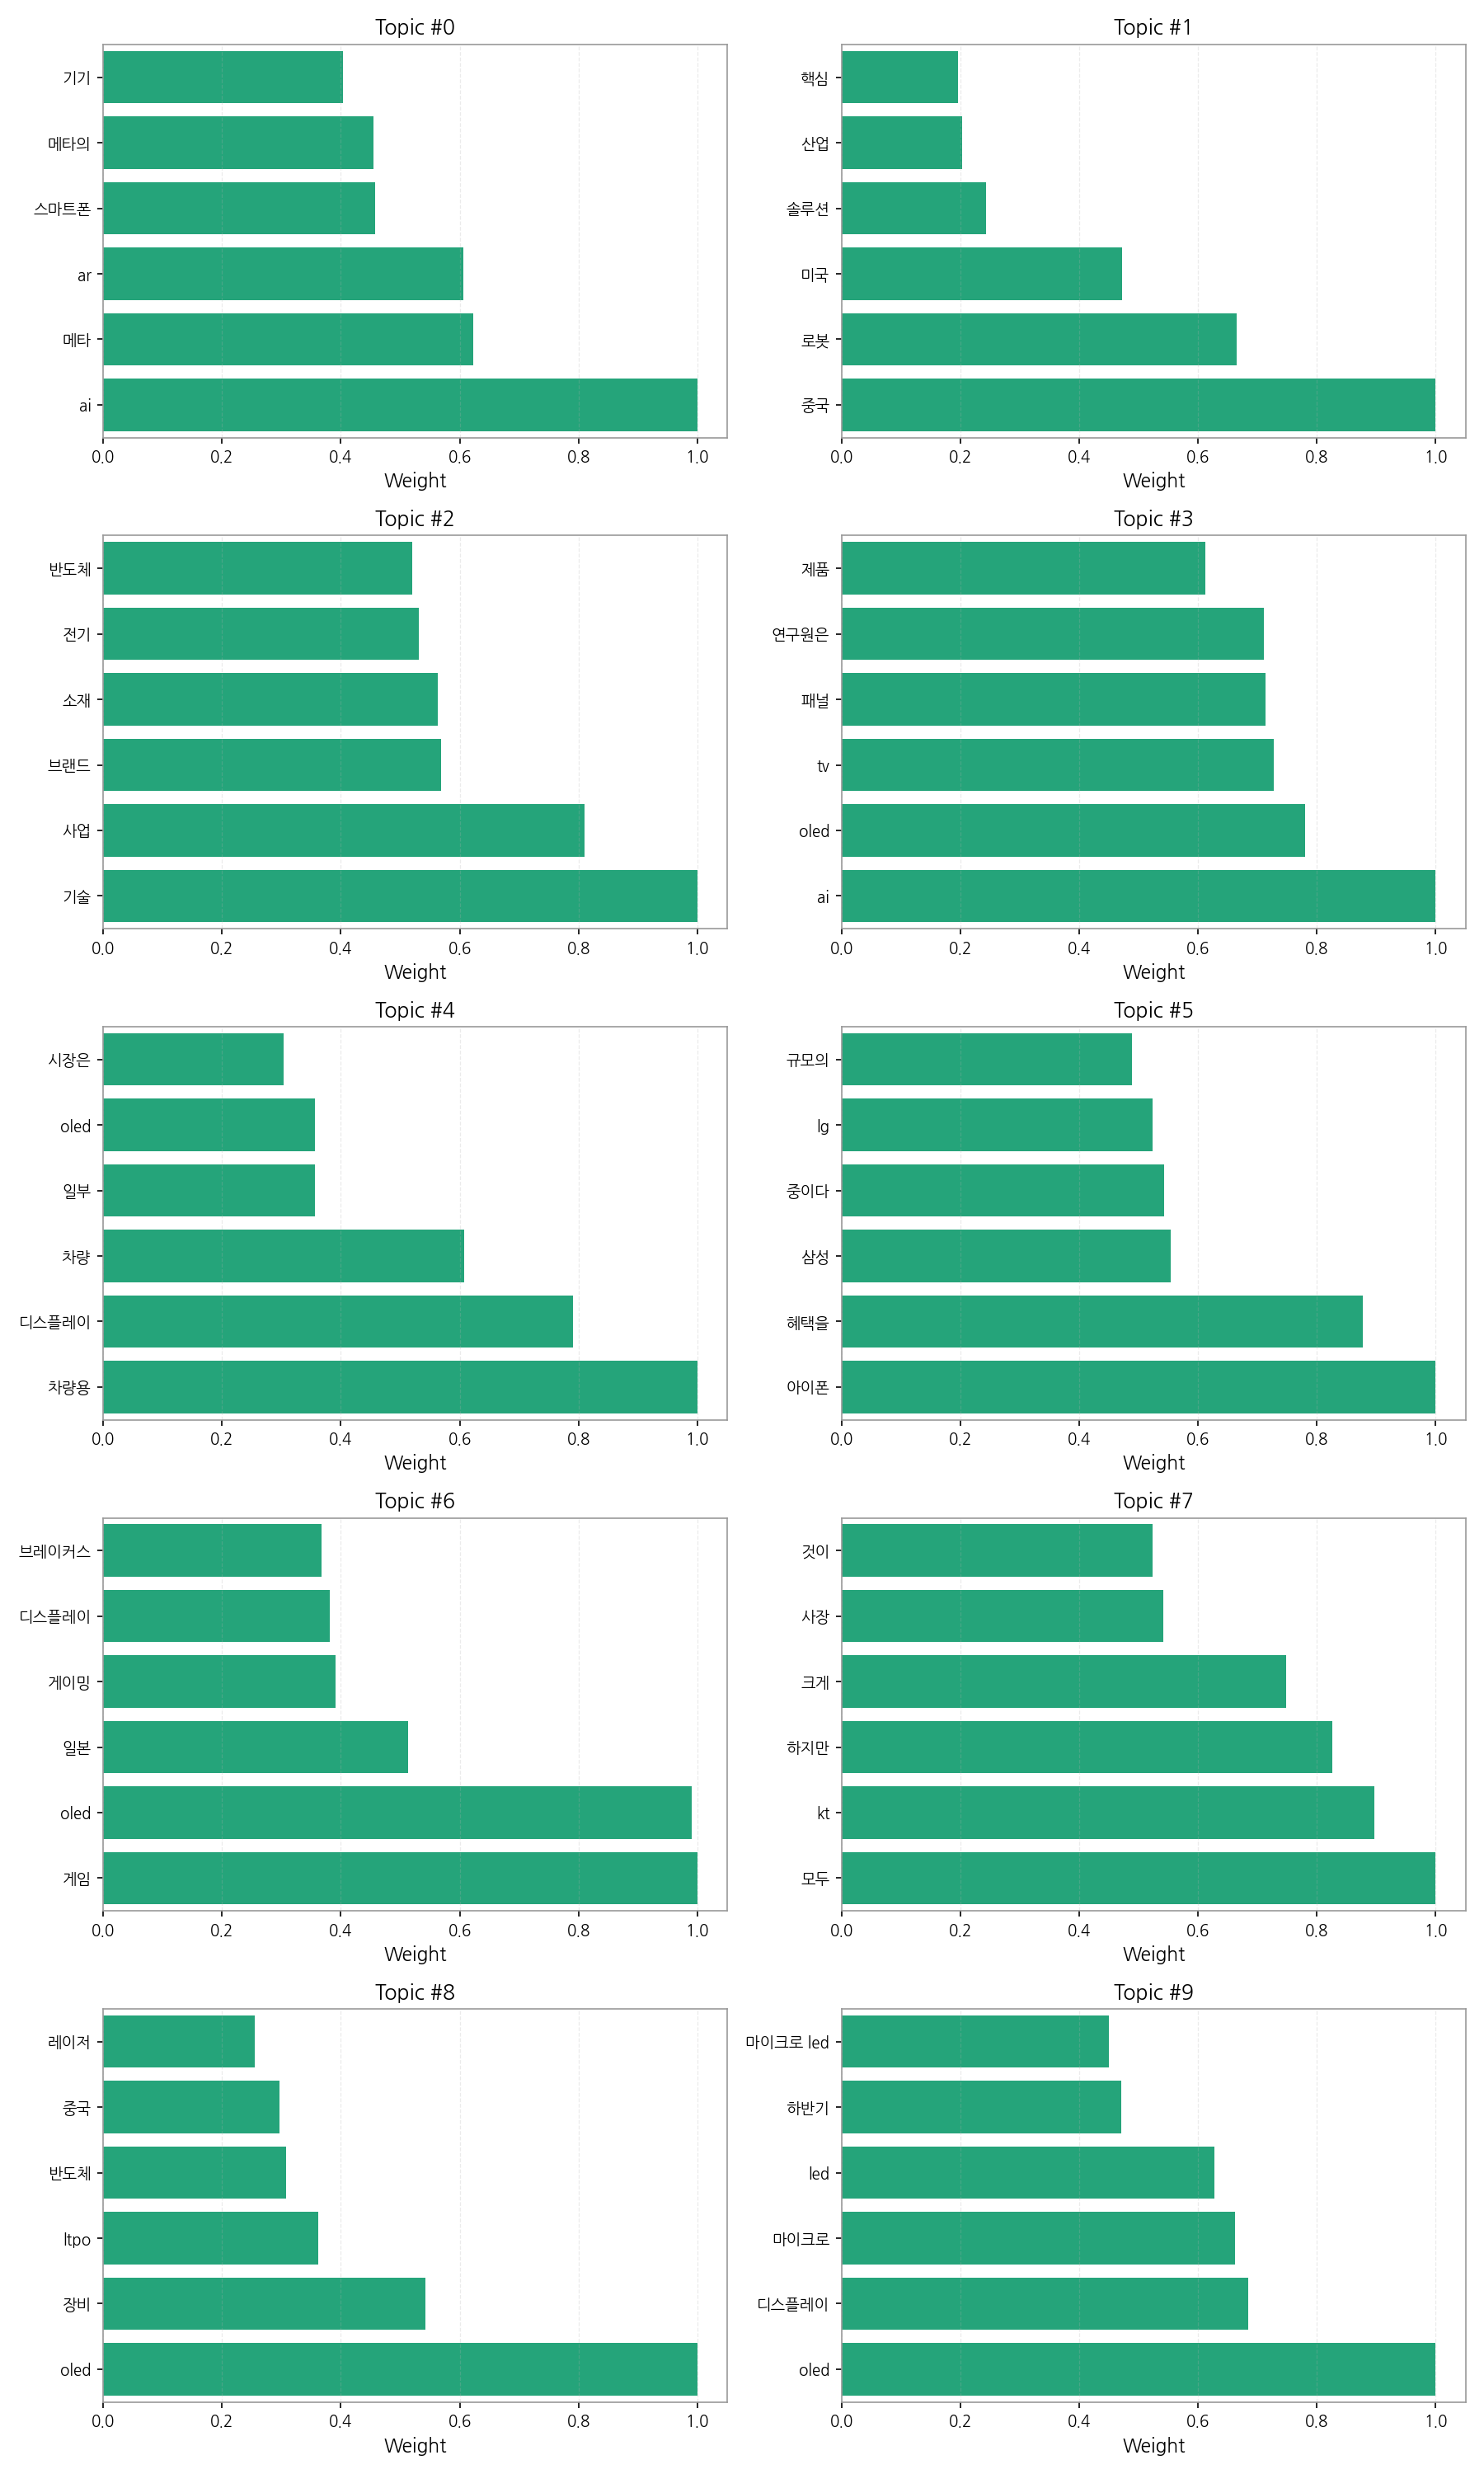 Topic #0
기기
메타의
스마트폰
ar
메타
ai
0.0 0.2 0.4 0.6 0.8 1.0
Weight
Topic #1
핵심
산업
솔루션
미국
로봇
중국
0.0 0.2 0.4 0.6 0.8 1.0
Weight
Topic #2
반도체
전기
소재
브랜드
사업
기술
0.0 0.2 0.4 0.6 0.8 1.0
Weight
Topic #3
제품
연구원은
패널
tv
oled
ai
0.0 0.2 0.4 0.6 0.8 1.0
Weight
Topic #4
시장은
oled
일부
차량
디스플레이
차량용
0.0 0.2 0.4 0.6 0.8 1.0
Weight
Topic #5
규모의
lg
중이다
삼성
혜택을
아이폰
0.0 0.2 0.4 0.6 0.8 1.0
Weight
Topic #6
브레이커스
디스플레이
게이밍
일본
oled
게임
0.0 0.2 0.4 0.6 0.8 1.0
Weight
Topic #7
것이
사장
크게
하지만
kt
모두
0.0 0.2 0.4 0.6 0.8 1.0
Weight
Topic #8
레이저
중국
반도체
ltpo
장비
oled
0.0 0.2 0.4 0.6 0.8 1.0
Weight
Topic #9
마이크로 led
하반기
led
마이크로
디스플레이
oled
0.0 0.2 0.4 0.6 0.8 1.0
Weight